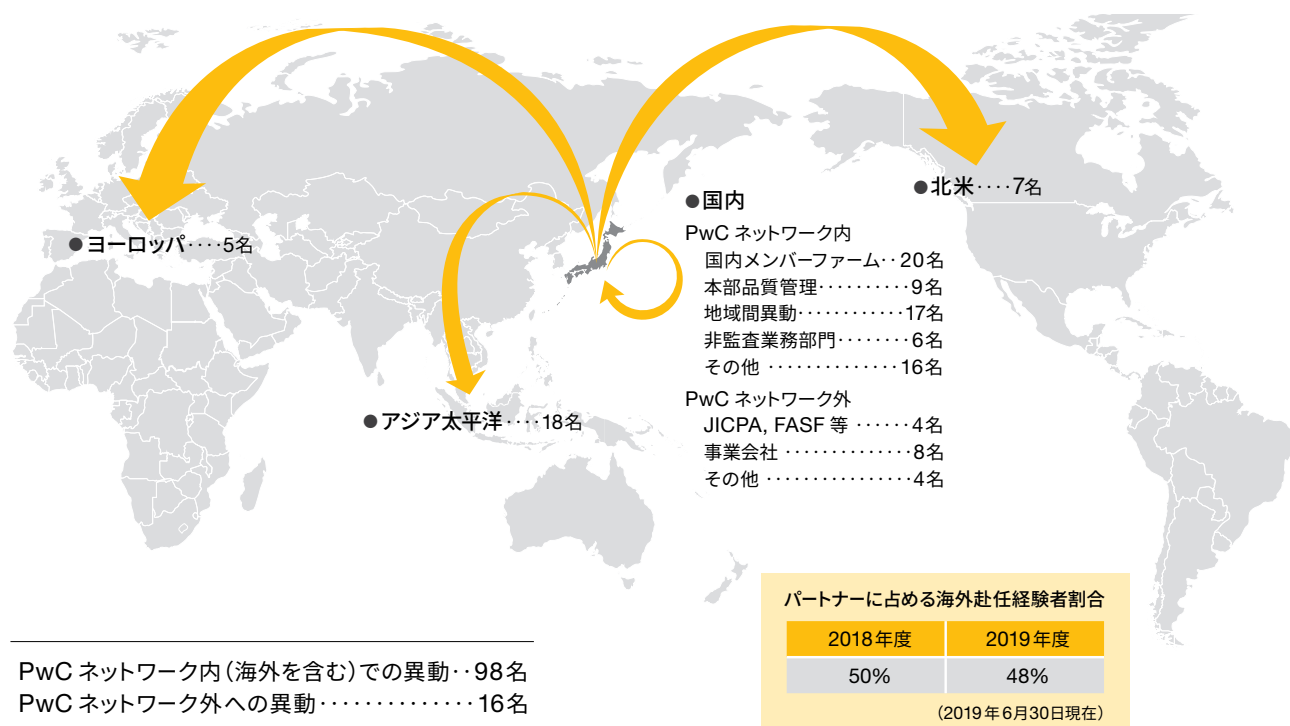 ●北米‥‥7名
●ヨーロッパ‥‥5名
●アジア太平洋‥‥18名
●国内
PwC ネットワーク内
国内メンバーファーム‥20名
本部品質管理‥‥‥‥‥9名
地域間異動‥‥‥‥‥‥17名
非監査業務部門‥‥‥‥6名
その他 ‥‥‥‥‥‥‥16名
PwC ネットワーク外
JICPA, FASF 等 ‥‥‥4名
事業会社 ‥‥‥‥‥‥‥8名
その他 ‥‥‥‥‥‥‥‥4名
パートナーに占める海外赴任経験者割合
2018年度 2019年度
50% 48%
(2019年6月30日現在)
PwC ネットワーク内(海外を含む)での異動‥98名
PwC ネットワーク外への異動‥‥‥‥‥‥‥16名